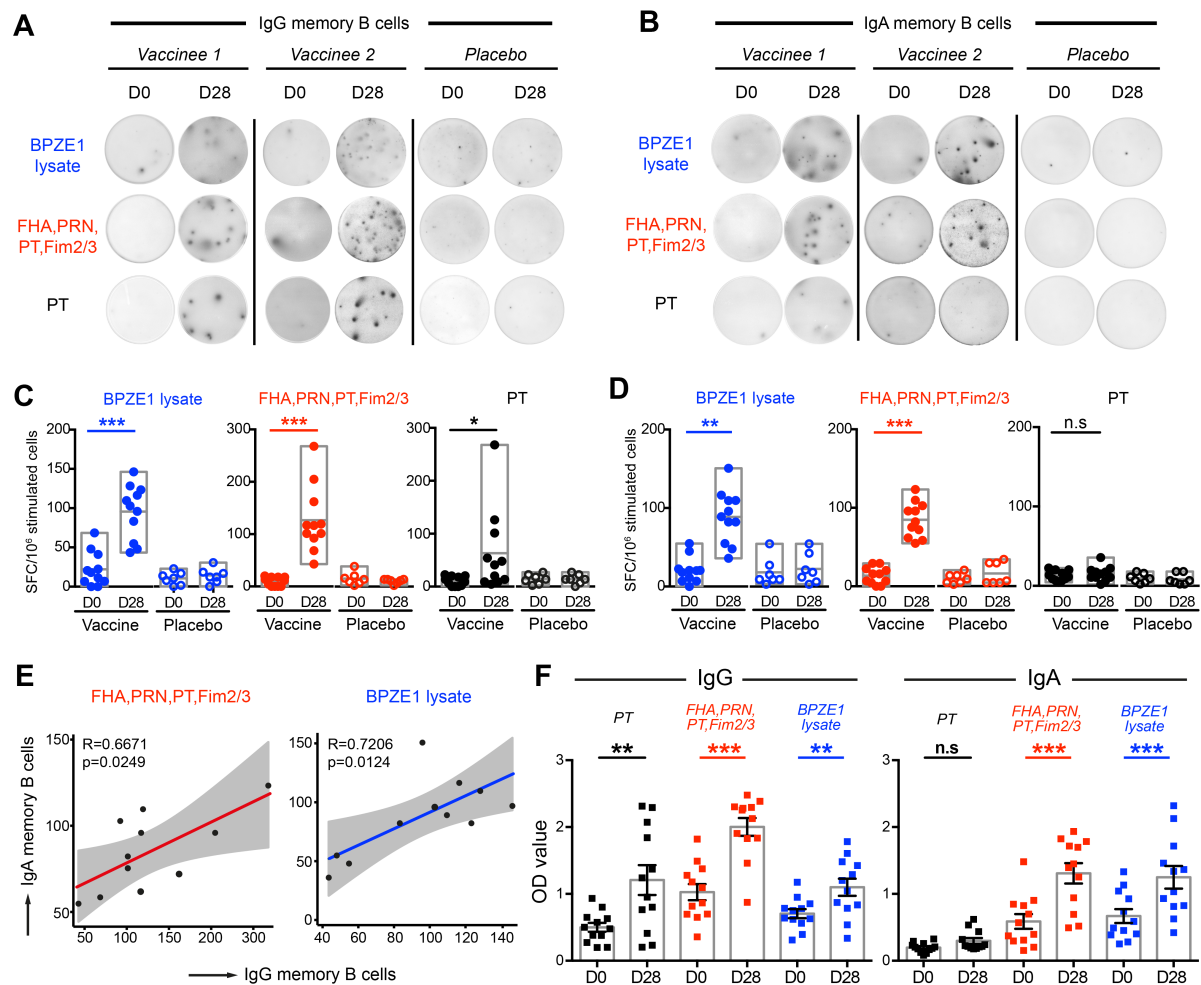 A
IgG memory B cells
Vaccinee 1
Vaccinee 2
Placebo
D0
D28
D0
D28
D0
D28
BPZE1
lysate
FHA,PRN,
PT,Fim2/3
PT
B
IgA memory B cells
Vaccinee 1
Vaccinee 2
Placebo
D0
D28
D0
D28
D0
D28
BPZE1
lysate
FHA,PRN,
PT,Fim2/3
PT
C
BPZE1 lysate
FHA,PRN,PT,Fim2/3
PT
***
***
*
SFC/10⁶ stimulated cells
200
100
50
0
300
200
100
0
300
200
100
0
D0
D28
D0
D28
D0
D28
D0
D28
D0
D28
D0
D28
Vaccine
Placebo
Vaccine
Placebo
Vaccine
Placebo
D
BPZE1 lysate
FHA,PRN,PT,Fim2/3
PT
**
***
n.s
SFC/10⁶ stimulated cells
200
100
50
0
200
100
0
200
100
0
D0
D28
D0
D28
D0
D28
D0
D28
D0
D28
D0
D28
Vaccine
Placebo
Vaccine
Placebo
Vaccine
Placebo
E
FHA,PRN,PT,Fim2/3
BPZE1 lysate
IgA memory B cells
R=0.6671
p=0.0249
150
100
50
50
100
150
200
250
300
R=0.7206
p=0.0124
150
100
50
0
40
60
80
100
120
140
IgG memory B cells
F
IgG
IgA
PT
FHA,PRN,
PT,Fim2/3
BPZE1
lysate
**
***
**
PT
FHA,PRN,
PT,Fim2/3
BPZE1
lysate
n.s
***
***
OD value
3
2
1
0
3
2
1
0
D0
D28
D0
D28
D0
D28
D0
D28
D0
D28
D0
D28